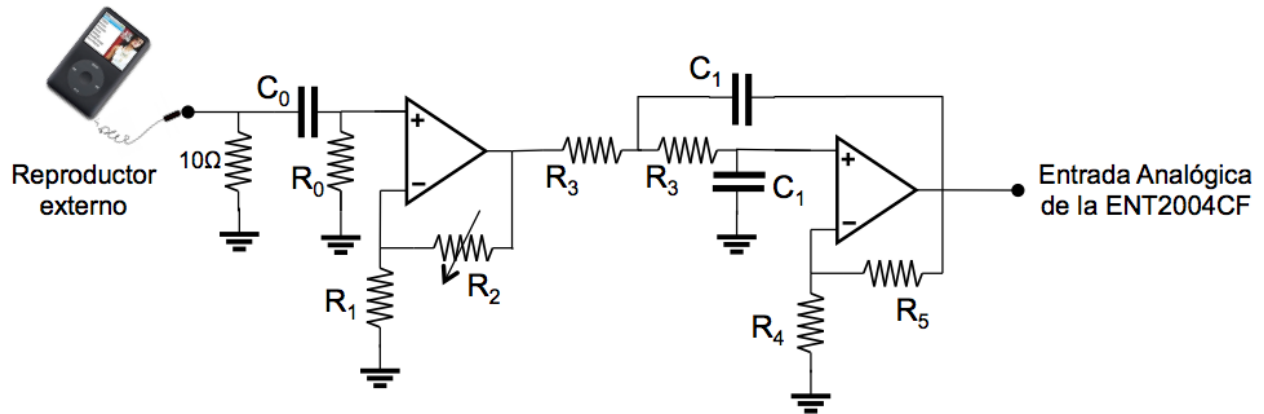 Reproductor
externo
10Ω
C₀
R₀
R₁
R₂
R₃
R₃
C₁
C₁
R₄
R₅
Entrada Analógica
de la ENT2004CF